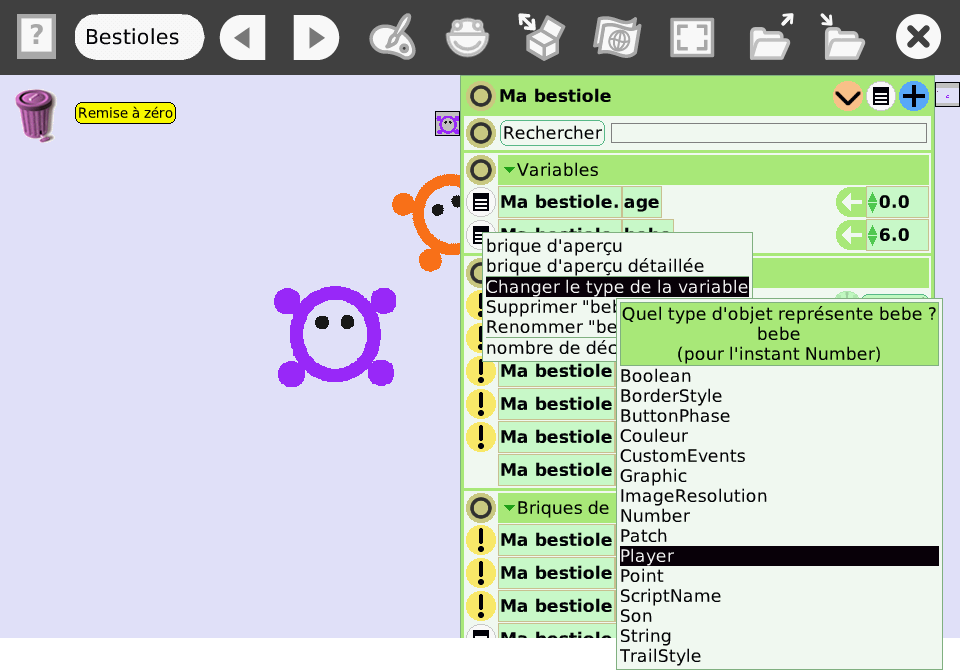 ?
Bestioles
Remise à zéro
Ma bestiole
Rechercher
Variables
Ma bestiole. age
0.0
6.0
brique d'aperçu
brique d'aperçu détaillée
Changer le type de la variable
Supprimer "beb
Renommer "be
nombre de déc
Quel type d'objet représente bebe ?
bebe
(pour l'instant Number)
Boolean
BorderStyle
ButtonPhase
Couleur
CustomEvents
Graphic
ImageResolution
Number
Patch
Player
Point
ScriptName
Son
String
TrailStyle
Ma bestiole
Ma bestiole
Ma bestiole
Ma bestiole
Briques de
Ma bestiole
Ma bestiole
Ma bestiole
Ma bestiole